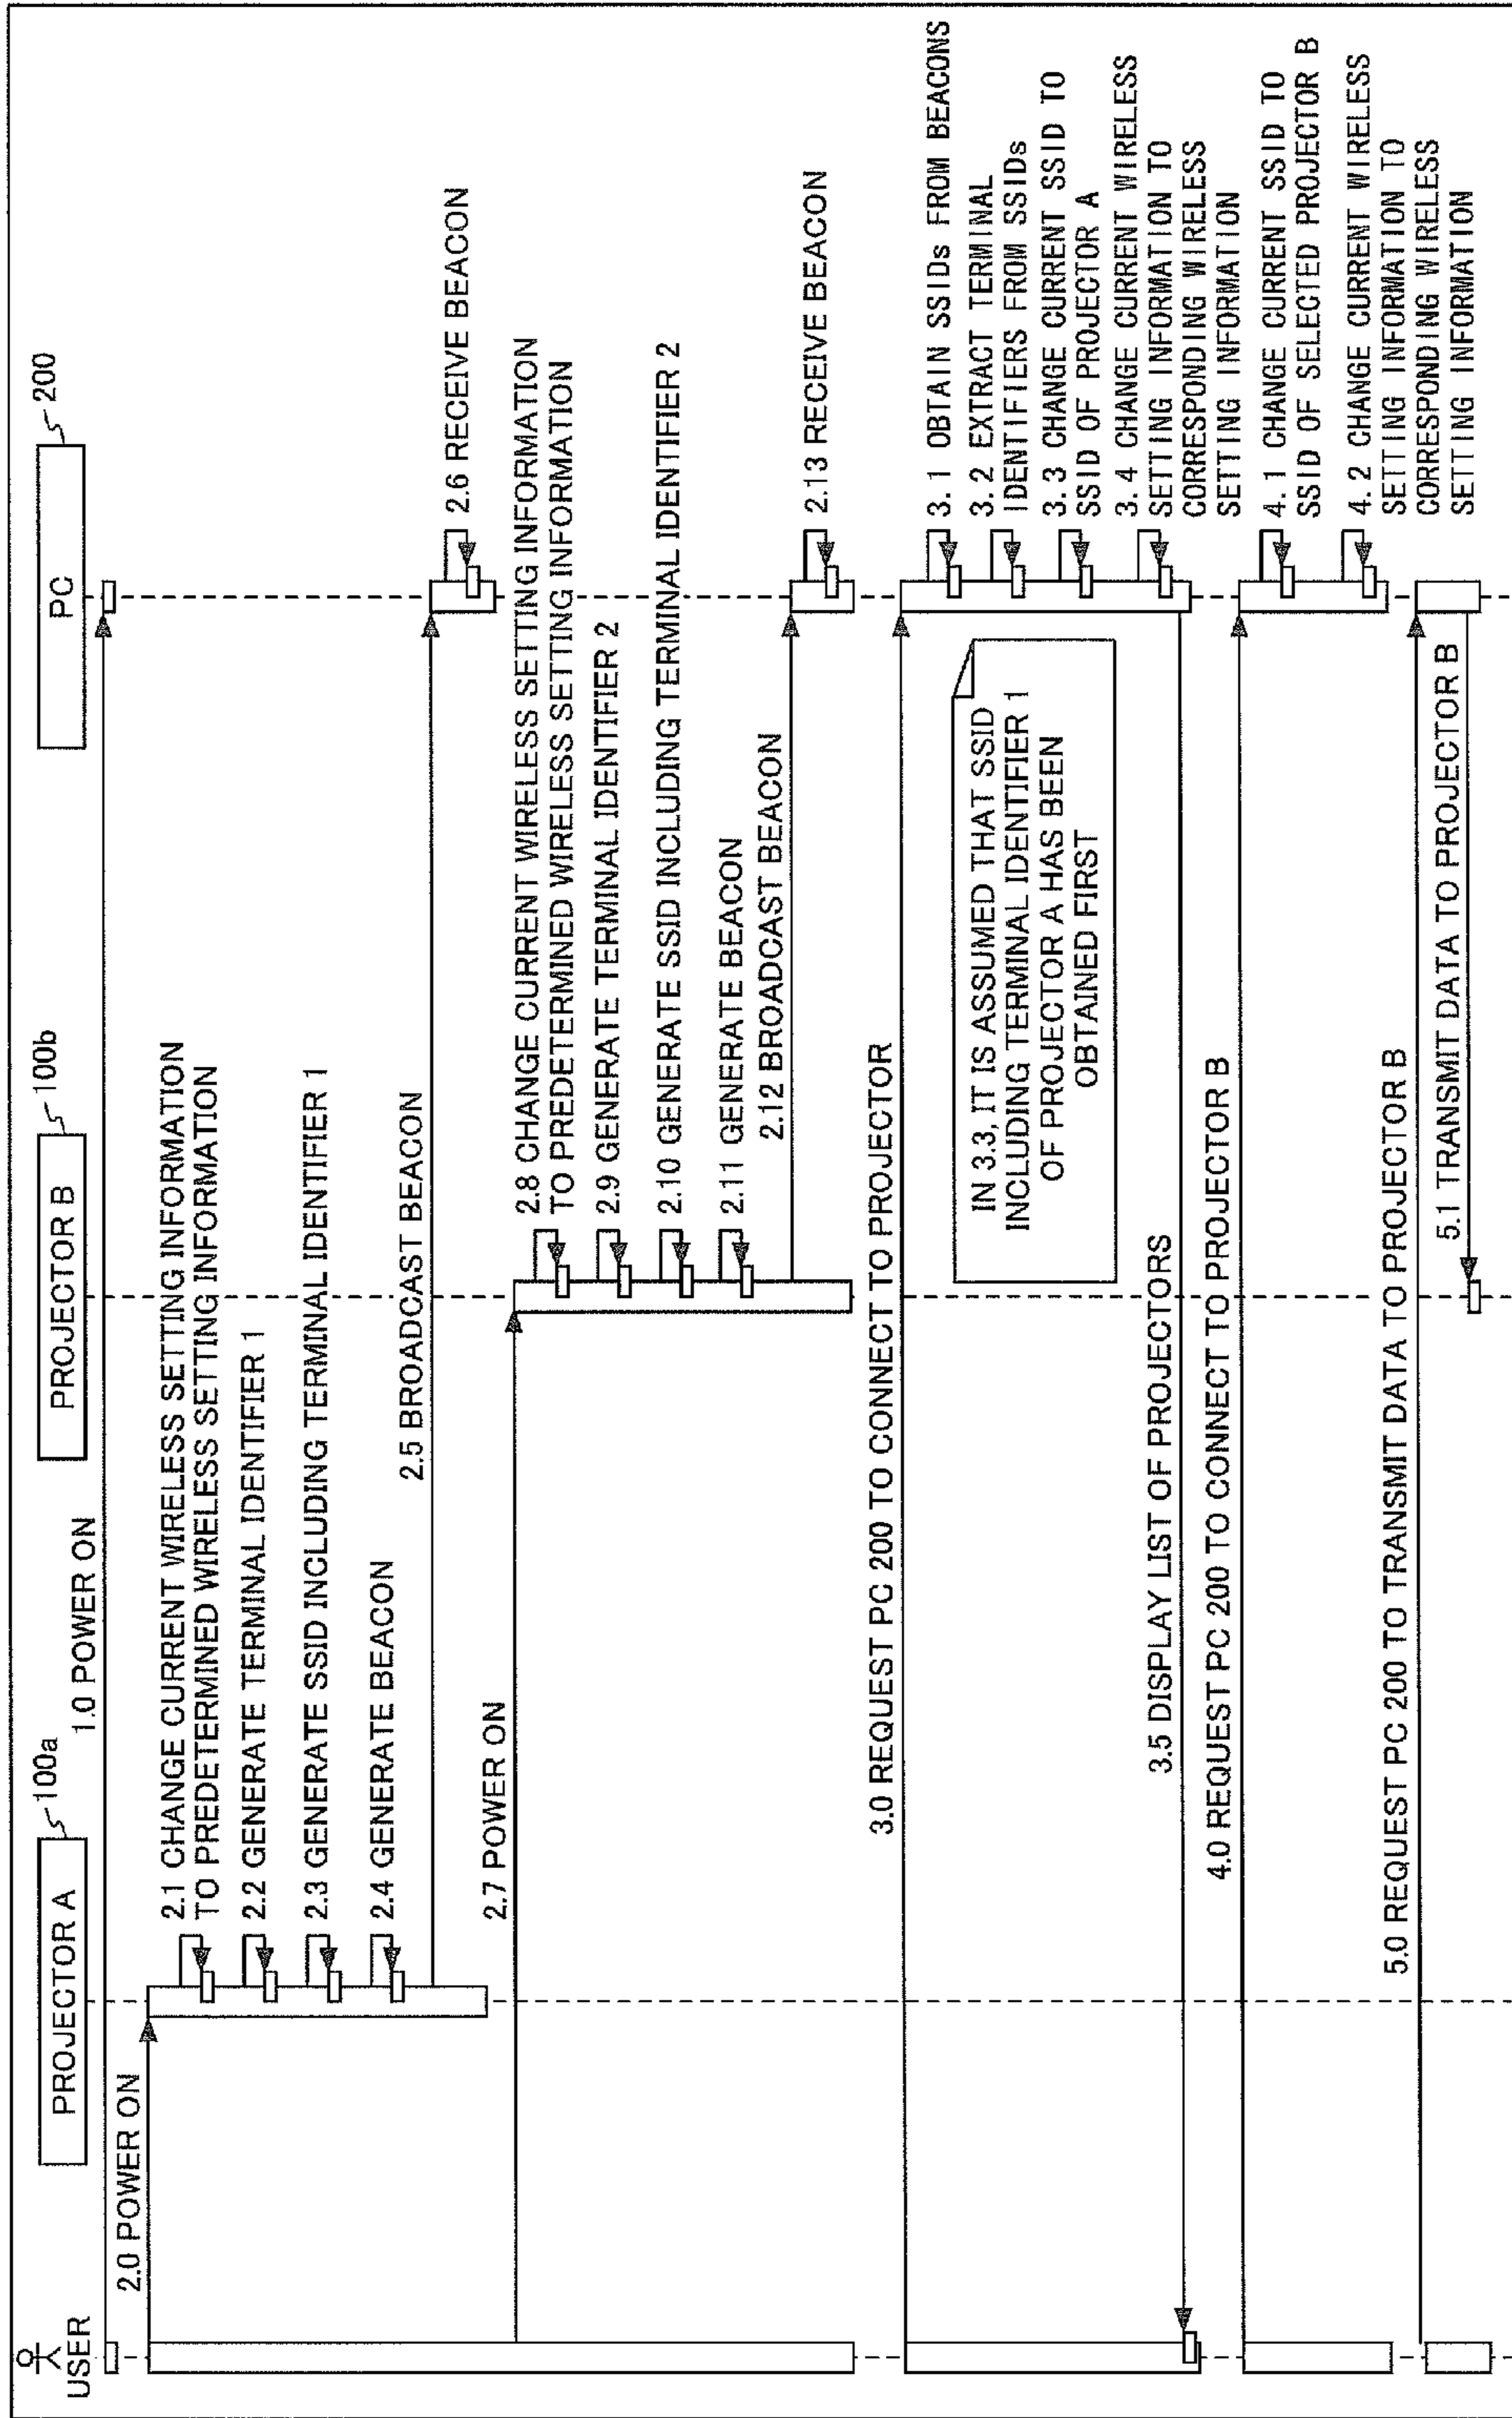 USER
PROJECTOR A
100a
PROJECTOR B
100b
PC
200
1.0 POWER ON
2.0 POWER ON
2.1 CHANGE CURRENT WIRELESS SETTING INFORMATION
TO PREDETERMINED WIRELESS SETTING INFORMATION
2.2 GENERATE TERMINAL IDENTIFIER 1
2.3 GENERATE SSID INCLUDING TERMINAL IDENTIFIER 1
2.4 GENERATE BEACON
2.5 BROADCAST BEACON
2.6 RECEIVE BEACON
2.7 POWER ON
2.8 CHANGE CURRENT WIRELESS SETTING INFORMATION
TO PREDETERMINED WIRELESS SETTING INFORMATION
2.9 GENERATE TERMINAL IDENTIFIER 2
2.10 GENERATE SSID INCLUDING TERMINAL IDENTIFIER 2
2.11 GENERATE BEACON
2.12 BROADCAST BEACON
2.13 RECEIVE BEACON
3.0 REQUEST PC 200 TO CONNECT TO PROJECTOR
3.1 OBTAIN SSIDs FROM BEACONS
3.2 EXTRACT TERMINAL
IDENTIFIERS FROM SSIDs
3.3 CHANGE CURRENT SSID TO
SSID OF PROJECTOR A
3.4 CHANGE CURRENT WIRELESS
SETTING INFORMATION TO
CORRESPONDING WIRELESS
SETTING INFORMATION
IN 3.3, IT IS ASSUMED THAT SSID
INCLUDING TERMINAL IDENTIFIER 1
OF PROJECTOR A HAS BEEN
OBTAINED FIRST
3.5 DISPLAY LIST OF PROJECTORS
4.0 REQUEST PC 200 TO CONNECT TO PROJECTOR B
4.1 CHANGE CURRENT SSID TO
SSID OF SELECTED PROJECTOR B
4.2 CHANGE CURRENT WIRELESS
SETTING INFORMATION TO
CORRESPONDING WIRELESS
SETTING INFORMATION
5.0 REQUEST PC 200 TO TRANSMIT DATA TO PROJECTOR B
5.1 TRANSMIT DATA TO PROJECTOR B